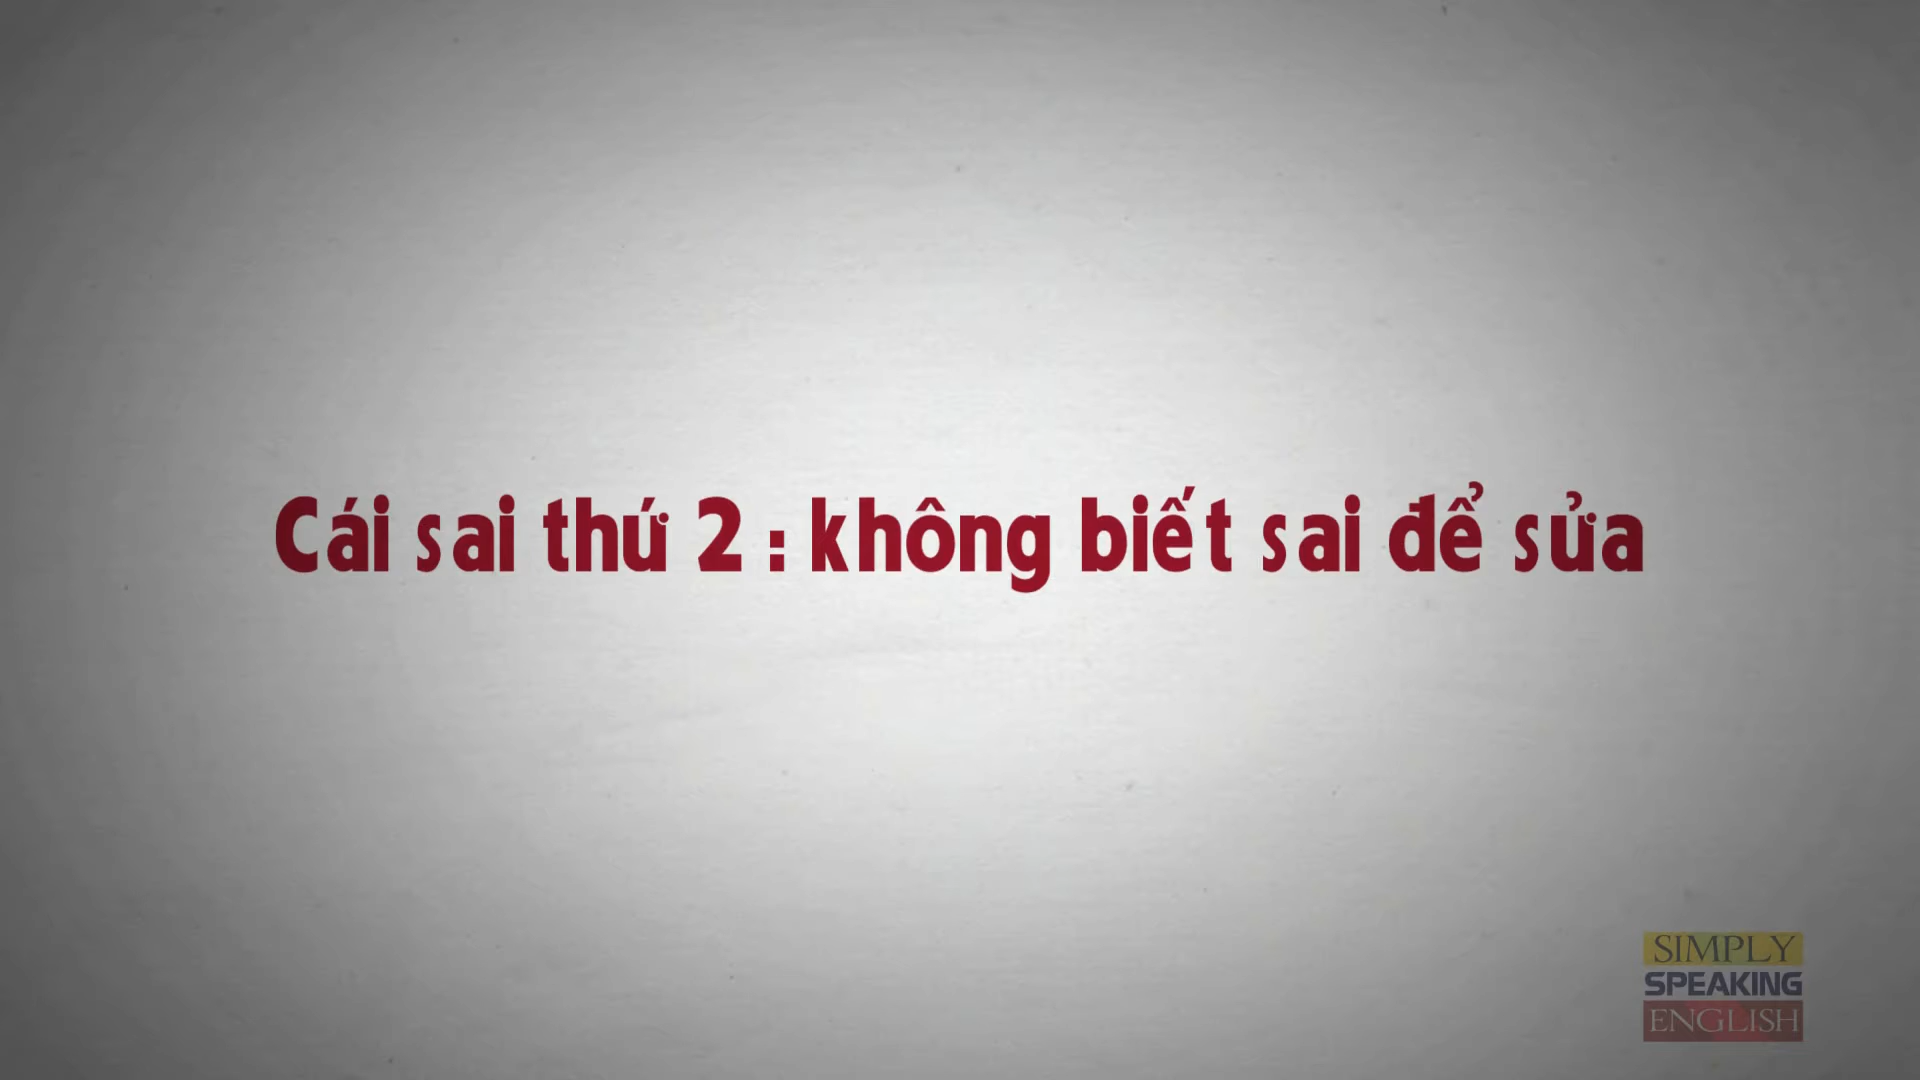 Cái sai thứ 2 : không biết sai để sửa
SIMPLY
SPEAKING
ENGLISH